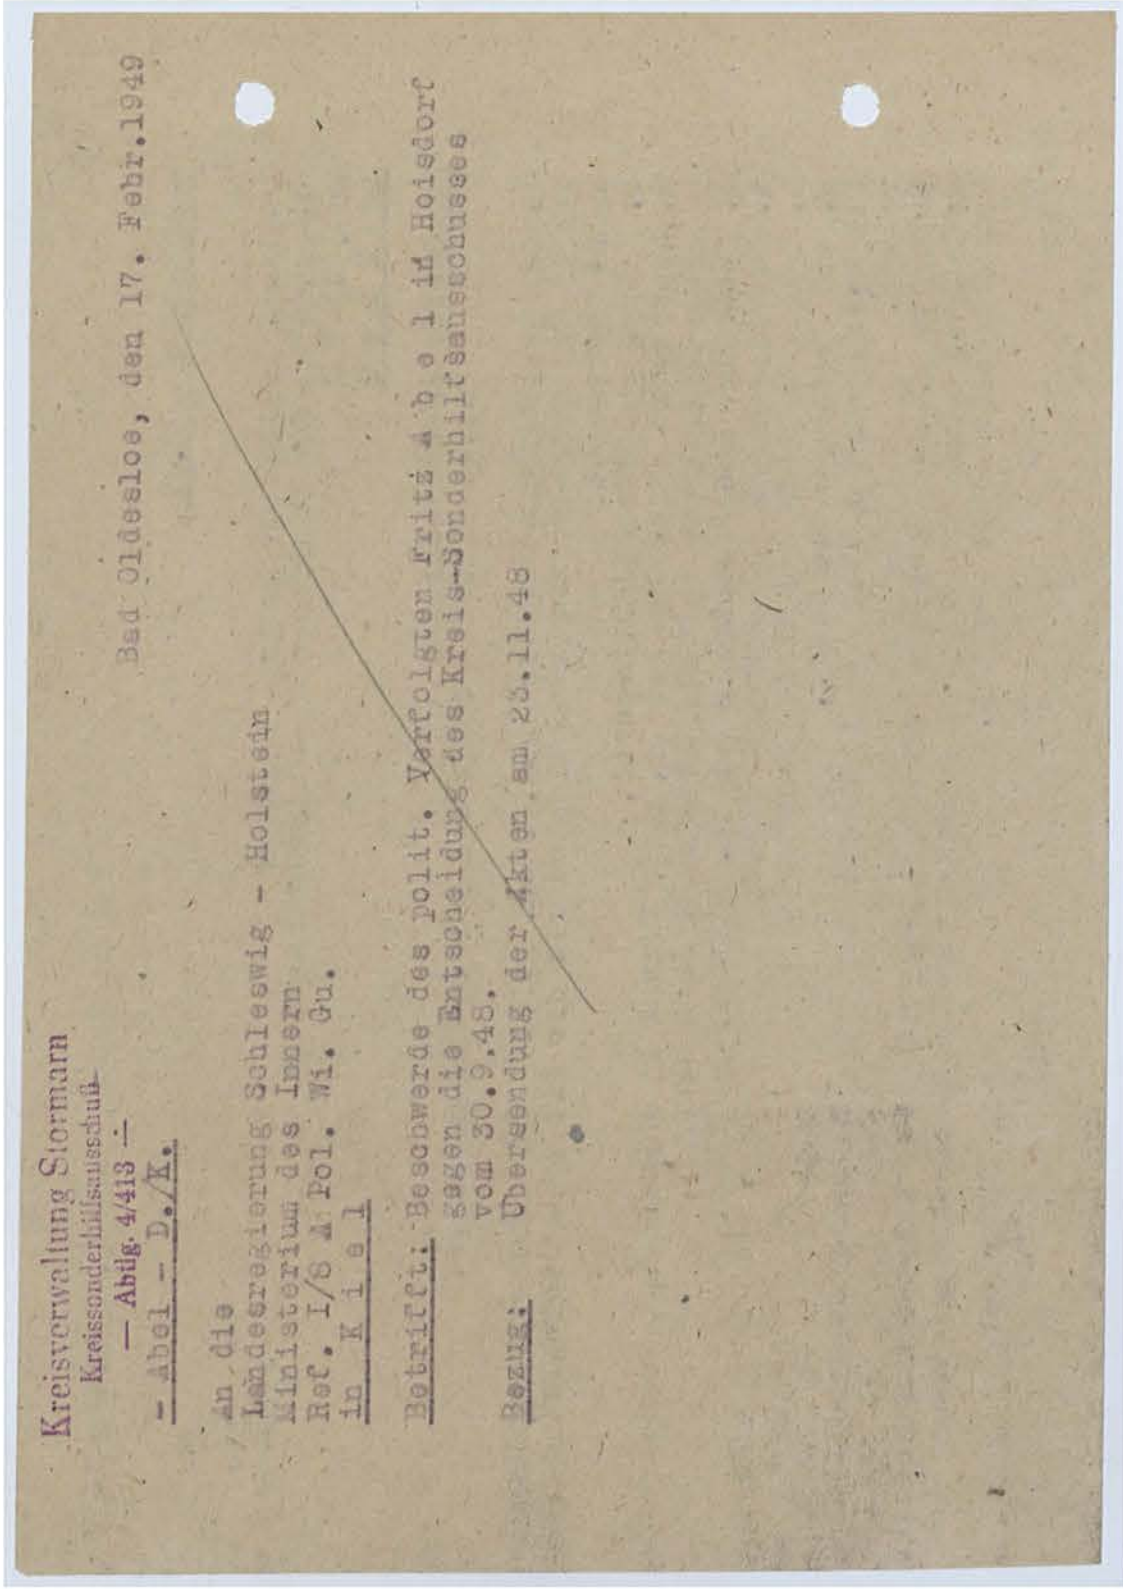 Kreisverwaltung Stormarn
Kreissonderhilfsausschuß
— Abtlg. 4/413 —
- Abel - D./K.
Bad Oldesloe, den 17. Febr.1949
An die
Landesregierung Schleswig - Holstein
Ministerium des Innern
Ref. I/8 A Pol. Wi. Gu.
in K i e l
Betrifft: Beschwerde des polit. Verfolgten Fritz A b e l in Hoisdorf
gegen die Entscheidung des Kreis-Sonderhilfsausschusses
vom 30.9.48.
Bezug: Übersendung der Akten am 23.11.48